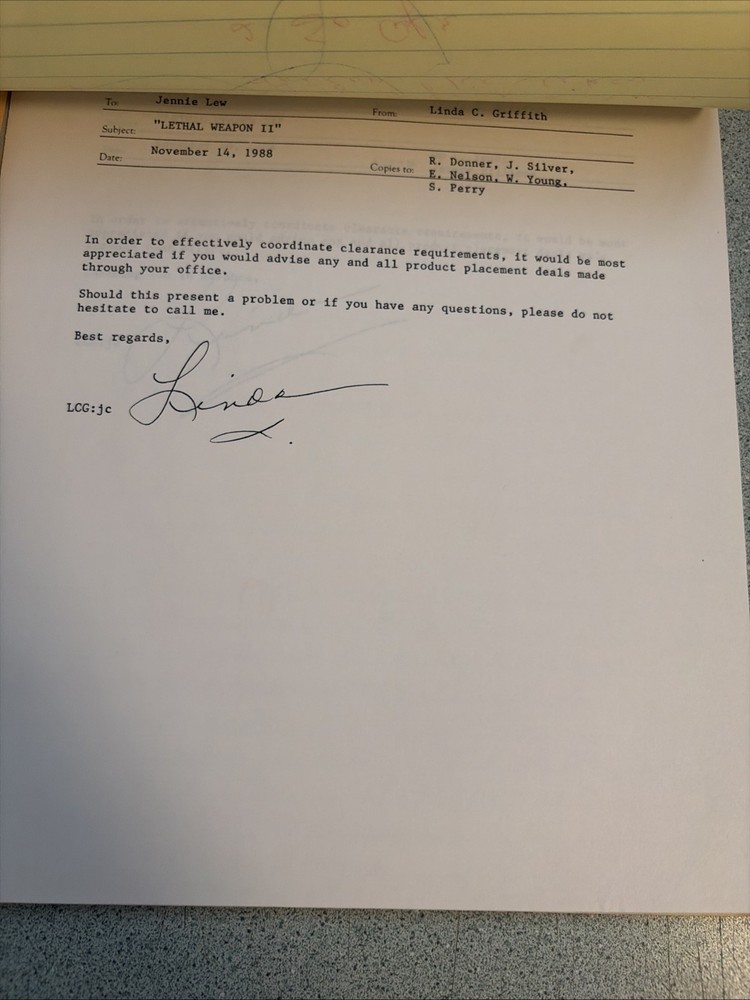 To: Jennie Lew From: Linda C. Griffith
Subject: "LETHAL WEAPON II"
Date: November 14, 1988 Copies to: R. Donner, J. Silver,
E. Nelson, W. Young,
S. Perry
In order to effectively coordinate clearance requirements, it would be most
appreciated if you would advise any and all product placement deals made
through your office.
Should this present a problem or if you have any questions, please do not
hesitate to call me.
Best regards,
Linda
LCG:jc